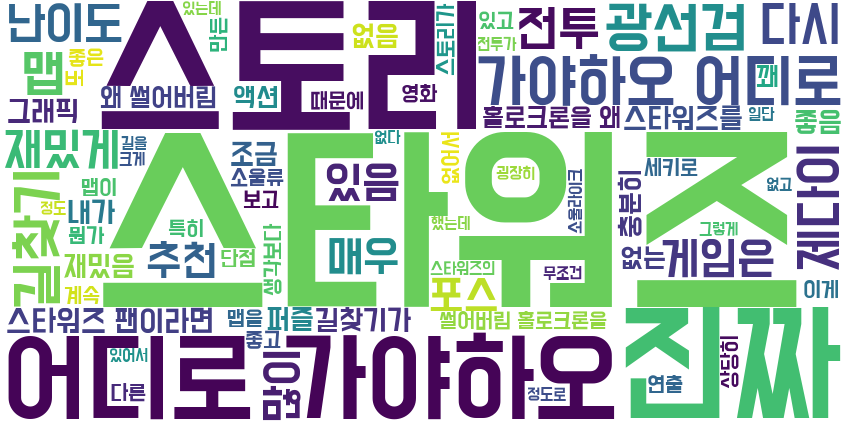 난이도
스토리
있는데
만든
없음
스토리가
있고
전투가
전투
광선검
다시
맵
좋은
버
왜 썰어버림
액션
때문에
영화
가야하오 어디로
꽤
그래픽
홀로크론을 왜
스타워즈를
일단
좋음
재밌게
길을
크게
스타워즈
없다
없어서
굉장히
조금
소울류
있음
보고
소울라이크
세키로
없고
충분히
제다이
길찾기
맵이
정도
내가
뭔가
특히
했는데
그렇게
재밌음
추천
단점
생각보다
매우
스타워즈의
무조건
없는
게임은
계속
포스
이게
스타워즈 팬이라면
맵을
퍼즐
길찾기가
썰어버림 홀로크론을
진짜
좋고
어디로
있어서
다른
많이
가야하오
정도로
연출
상당히